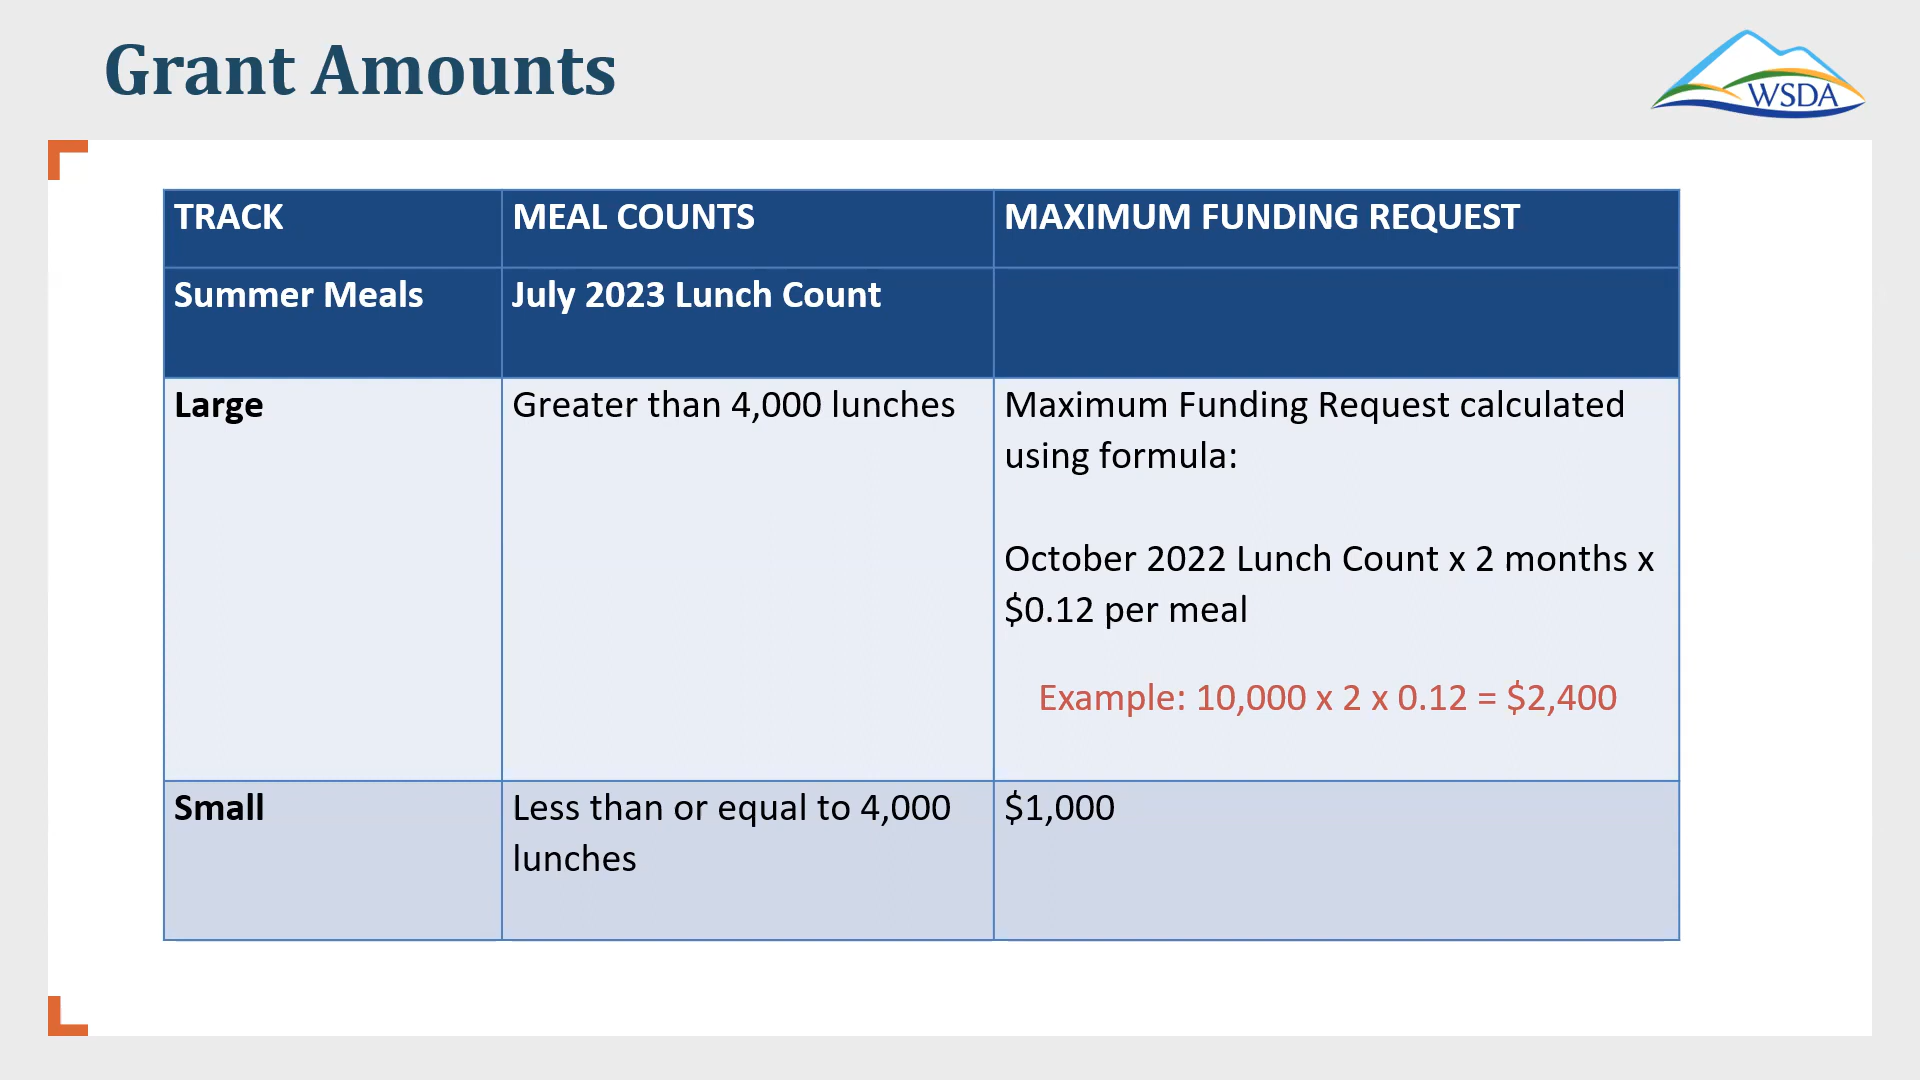 Grant Amounts
WSDA
TRACK
MEAL COUNTS
MAXIMUM FUNDING REQUEST
Summer Meals
July 2023 Lunch Count
Large
Greater than 4,000 lunches
Maximum Funding Request calculated
using formula:
October 2022 Lunch Count x 2 months x
$0.12 per meal
Example: 10,000 x 2 x 0.12 = $2,400
Small
Less than or equal to 4,000
lunches
$1,000